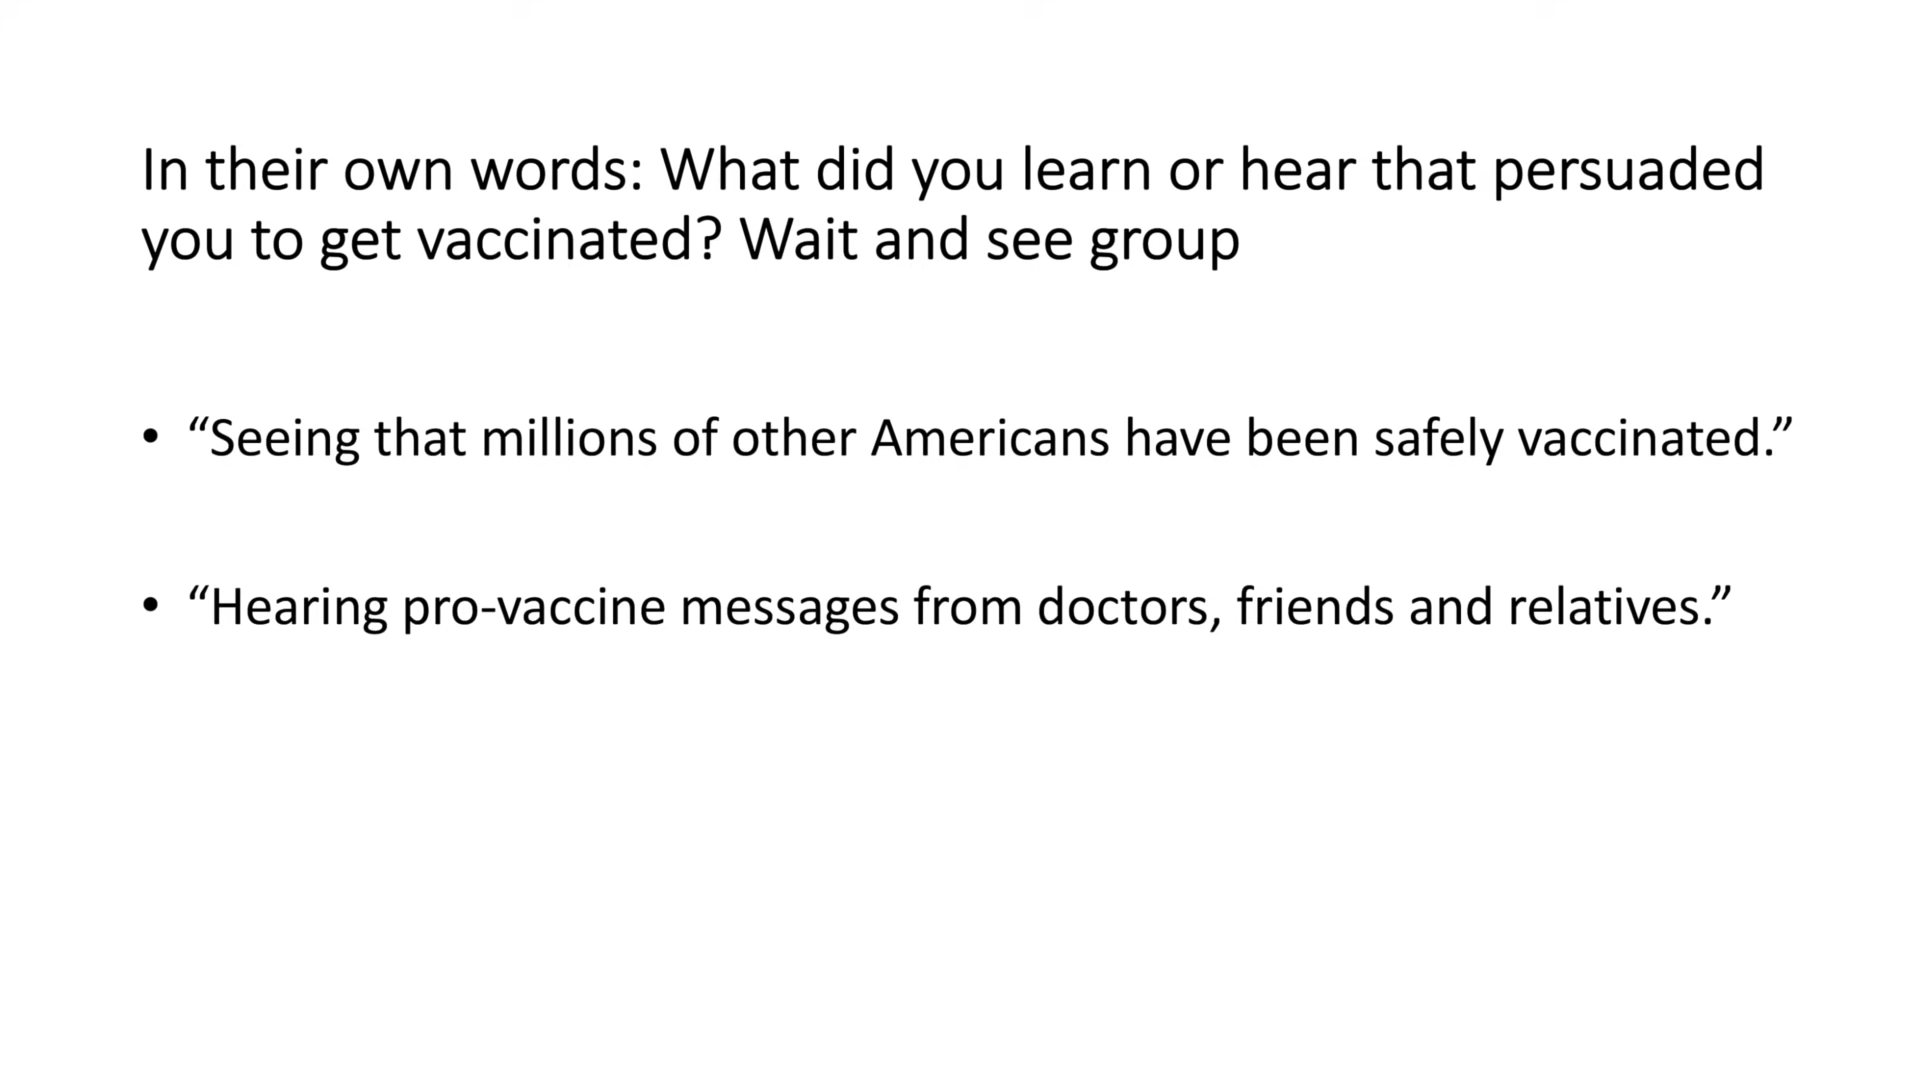 In their own words: What did you learn or hear that persuaded
you to get vaccinated? Wait and see group
• “Seeing that millions of other Americans have been safely vaccinated.”
• “Hearing pro-vaccine messages from doctors, friends and relatives.”